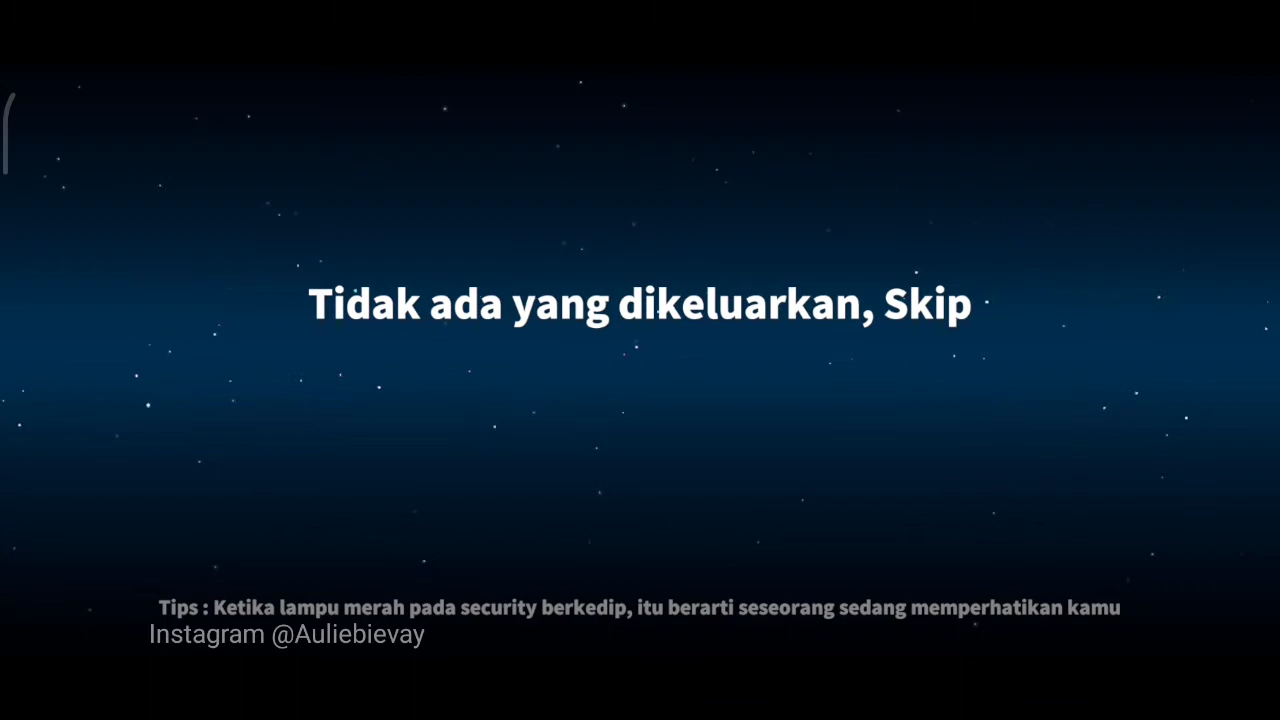 Tidak ada yang dikeluarkan, Skip
Tips : Ketika lampu merah pada security berkedip, itu berarti seseorang sedang memperhatikan kamu
Instagram @Auliebievay